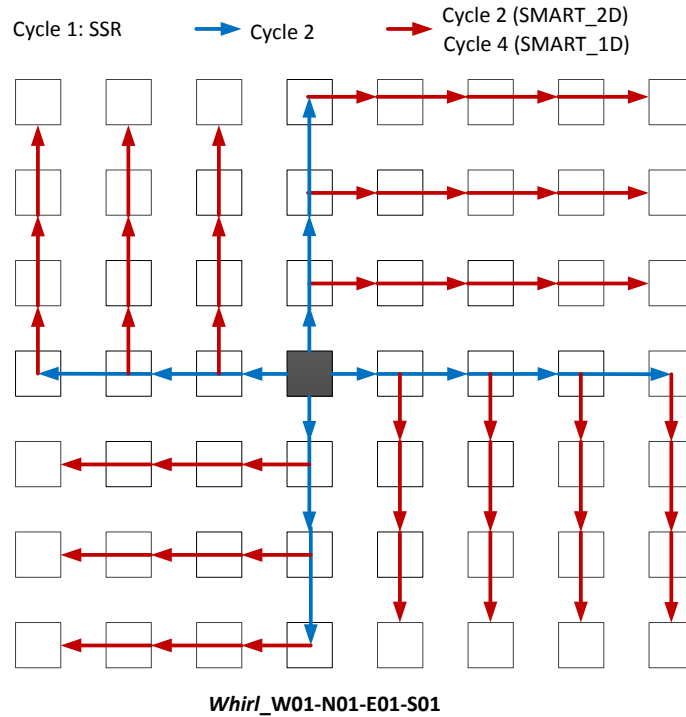 Cycle 1: SSR
Cycle 2
Cycle 2 (SMART_2D)
Cycle 4 (SMART_1D)
Whirl_W01-N01-E01-S01